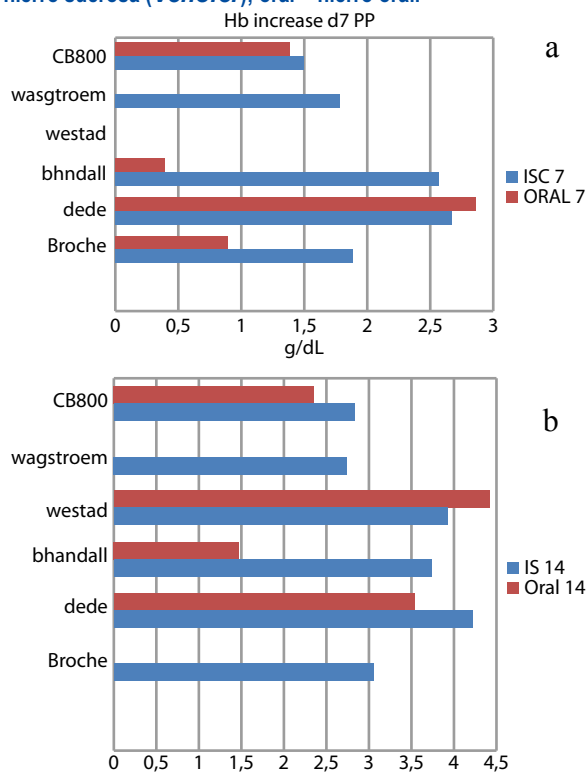 Hb increase d7 PP
a
CB800
wasgtroem
westad
bhndall
dede
Broche
ISC 7
ORAL 7
0 0,5 1 1,5 2 2,5 3
g/dL
b
CB800
wagstroem
westad
bhandall
dede
Broche
IS 14
Oral 14
0 0,5 1 1,5 2 2,5 3 3,5 4 4,5